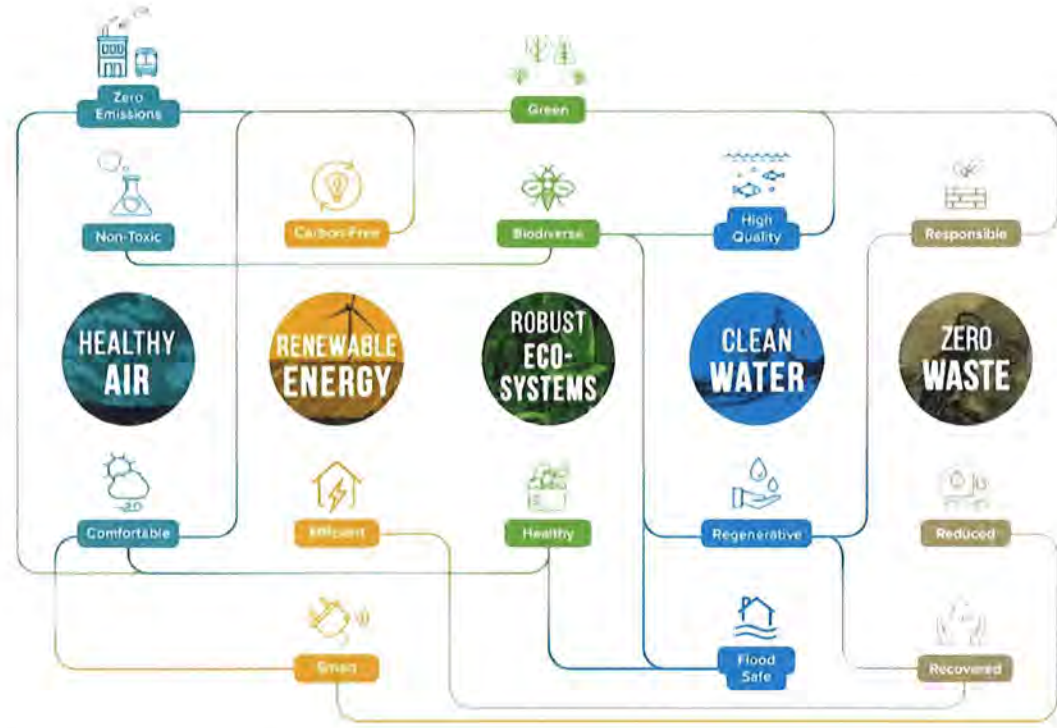 Zero
Emissions
Green
Non-Toxic
Carbon-Free
Biodiverse
High
Quality
Responsible
HEALTHY
AIR
RENEWABLE
ENERGY
ROBUST
ECO-
SYSTEMS
CLEAN
WATER
ZERO
WASTE
Comfortable
Efficient
Healthy
Regenerative
Reduced
Smart
Flood
Safe
Recovered